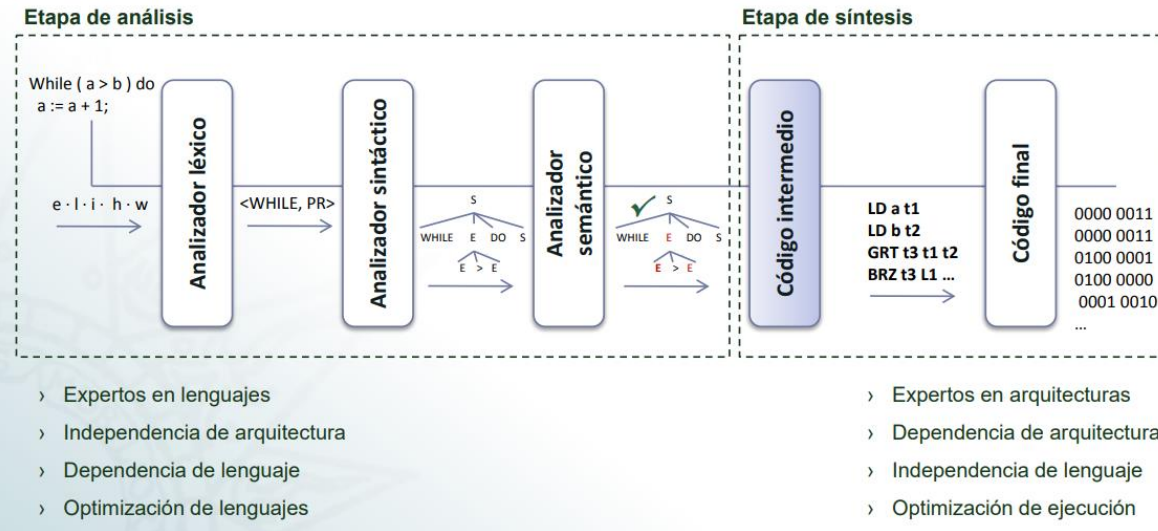 Etapa de análisis
While ( a > b ) do
a := a + 1;
e · l · i · h · w
Analizador léxico
<WHILE, PR>
Analizador sintáctico
S
WHILE E DO S
E > E
Analizador
semántico
✓ S
WHILE E DO S
E > E
Etapa de síntesis
Código intermedio
LD a t1
LD b t2
GRT t3 t1 t2
BRZ t3 L1 ...
Código final
0000 0011
0000 0011
0100 0001
0100 0000
0001 0010
...
› Expertos en lenguajes
› Independencia de arquitectura
› Dependencia de lenguaje
› Optimización de lenguajes
› Expertos en arquitecturas
› Dependencia de arquitectura
› Independencia de lenguaje
› Optimización de ejecución